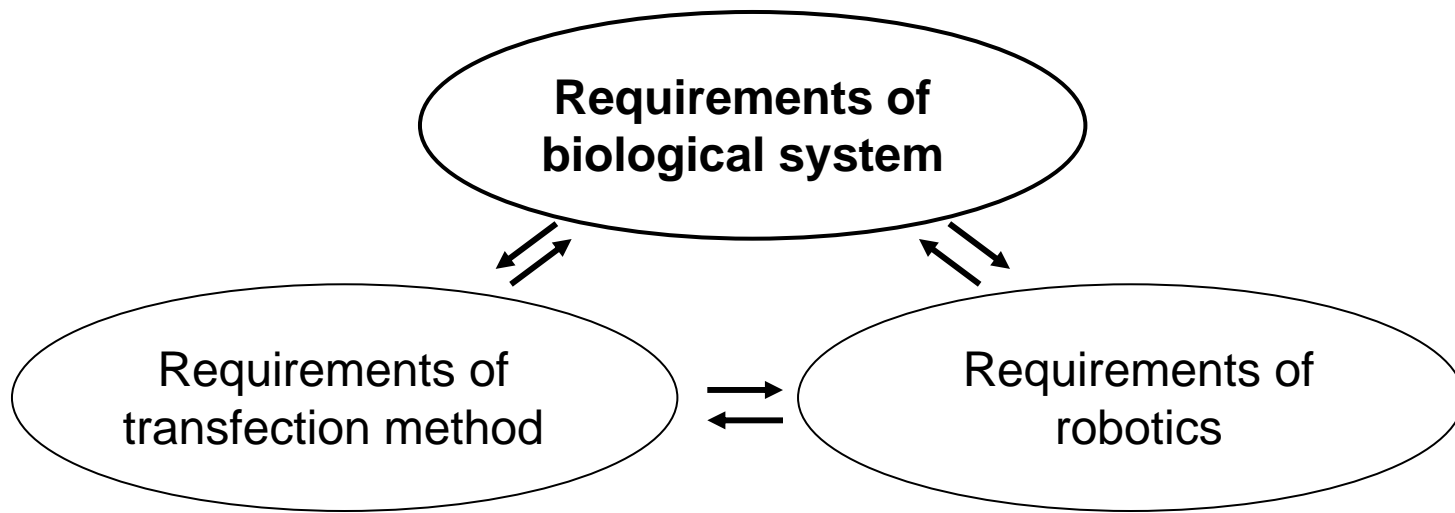 Requirements of
biological system
Requirements of
transfection method
Requirements of
robotics